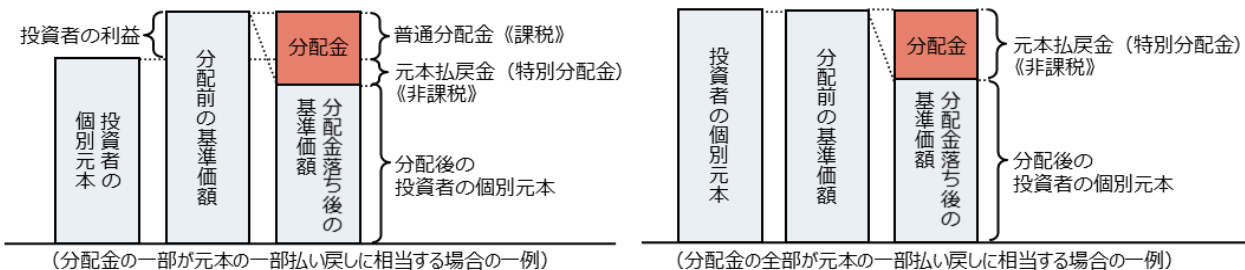 投資者の利益
投資者の
個別元本
分配前の基準価額
分配金
分配金落ち後の
基準価額
普通分配金《課税》
元本払戻金（特別分配金）
《非課税》
分配後の
投資者の個別元本
（分配金の一部が元本の一部払い戻しに相当する場合の一例）
投資者の個別元本
分配前の基準価額
分配金
分配金落ち後の
基準価額
元本払戻金（特別分配金）
《非課税》
分配後の
投資者の個別元本
（分配金の全部が元本の一部払い戻しに相当する場合の一例）